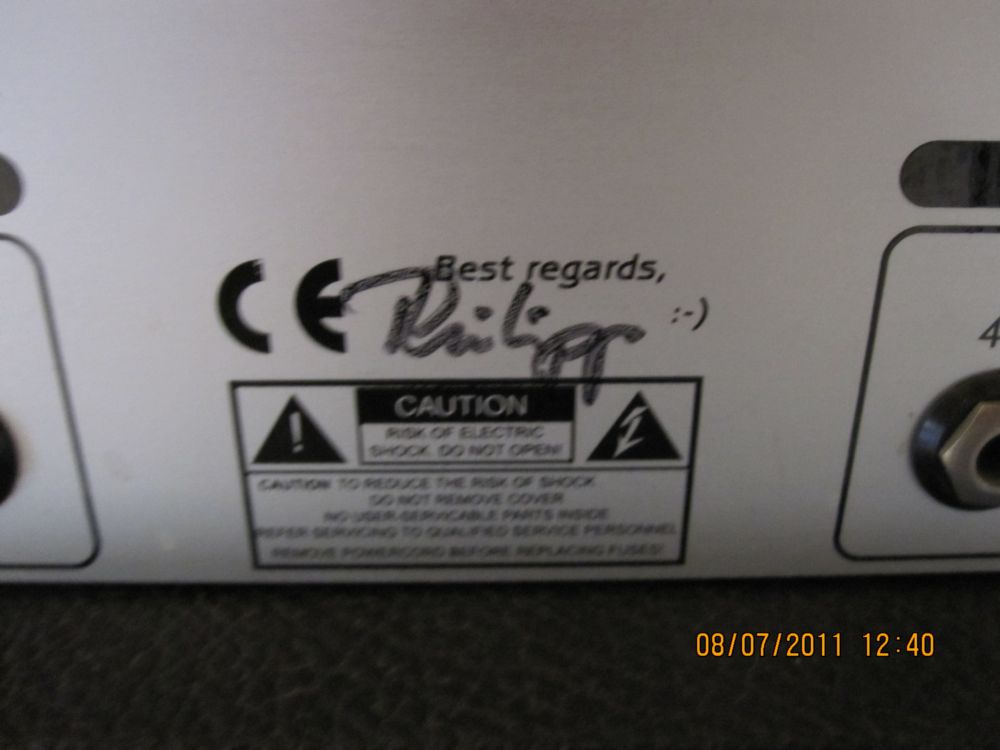 CE
Best regards,
Philipp
:-)
4
CAUTION
RISK OF ELECTRIC
SHOCK. DO NOT OPEN!
CAUTION TO REDUCE THE RISK OF SHOCK
DO NOT REMOVE COVER
NO USER-SERVICABLE PARTS INSIDE
REFER SERVICING TO QUALIFIED SERVICE PERSONNEL
REMOVE POWERCORD BEFORE REPLACING FUSES!
08/07/2011 12:40